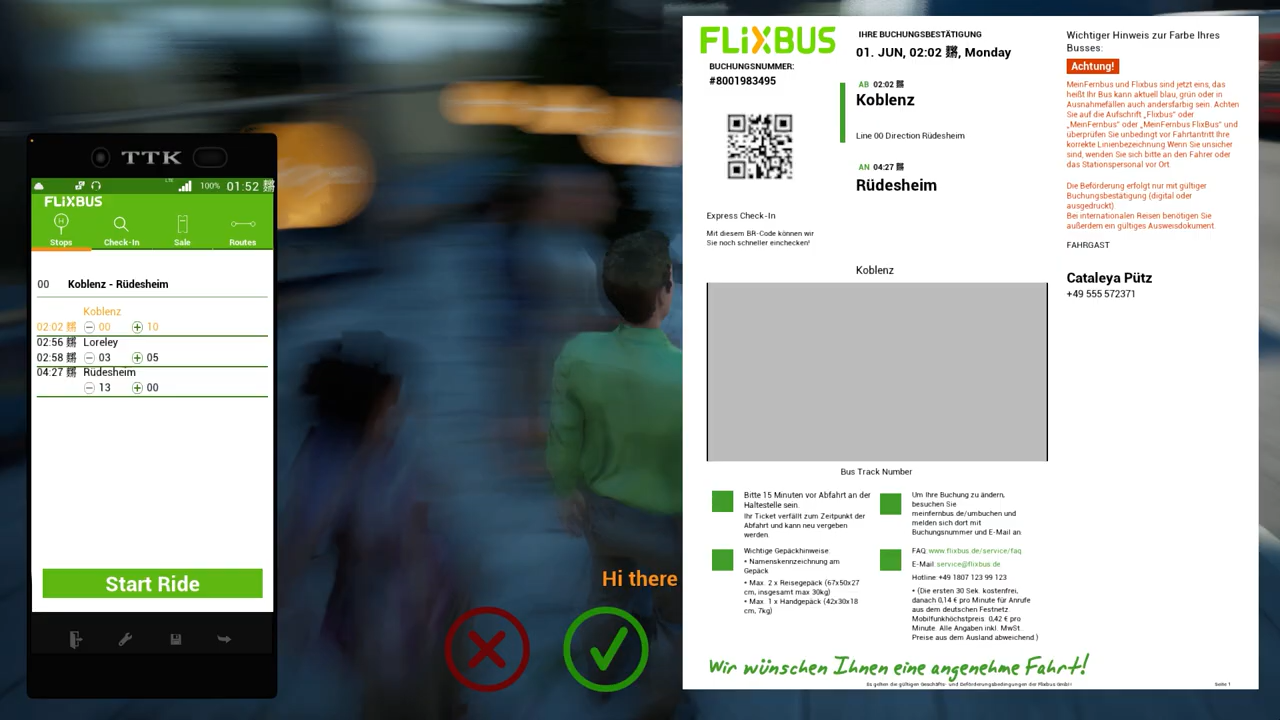 TTK
LTE 100% 01:52
FLiXBUS
Stops Check-In Sale Routes
00 Koblenz - Rüdesheim
Koblenz
02:02 00 10
02:56 Loreley
02:58 03 05
04:27 Rüdesheim
13 00
Start Ride
Hi there
FLiXBUS
BUCHUNGSNUMMER:
#8001983495
IHRE BUCHUNGSBESTÄTIGUNG
01. JUN, 02:02 , Monday
AB 02:02
Koblenz
Line 00 Direction Rüdesheim
AN 04:27
Rüdesheim
Express Check-In
Mit diesem BR-Code können wir
Sie noch schneller einchecken!
Koblenz
Bus Track Number
Bitte 15 Minuten vor Abfahrt an der
Haltestelle sein.
Ihr Ticket verfällt zum Zeitpunkt der
Abfahrt und kann neu vergeben
werden.
Wichtige Gepäckhinweise
• Namenskennzeichnung am
Gepäck
• Max. 2 x Reisegepäck (67x50x27
cm, insgesamt max 30kg)
• Max. 1 x Handgepäck (42x30x18
cm, 7kg)
Um Ihre Buchung zu ändern,
besuchen Sie
meinfernbus.de/umbuchen und
melden sich dort mit
Buchungsnummer und E-Mail an.
FAQ: www.flixbus.de/service/faq
E-Mail: service@flixbus.de
Hotline +49 1807 123 99 123
* (Die ersten 30 Sek. kostenfrei,
danach 0,14 € pro Minute für Anrufe
aus dem deutschen Festnetz.
Mobilfunkhöchstpreis: 0,42 € pro
Minute. Alle Angaben inkl. MwSt.
Preise aus dem Ausland abweichend.)
Wichtiger Hinweis zur Farbe Ihres
Busses:
Achtung!
MeinFernbus und Flixbus sind jetzt eins, das
heißt Ihr Bus kann aktuell blau, grün oder in
Ausnahmefällen auch andersfarbig sein. Achten
Sie auf die Aufschrift „Flixbus“ oder
„MeinFernbus“ oder „MeinFernbus FlixBus“ und
überprüfen Sie unbedingt vor Fahrtantritt Ihre
korrekte Linienbezeichnung Wenn Sie unsicher
sind, wenden Sie sich bitte an den Fahrer oder
das Stationspersonal vor Ort.
Die Beförderung erfolgt nur mit gültiger
Buchungsbestätigung (digital oder
ausgedruckt).
Bei internationalen Reisen benötigen Sie
außerdem ein gültiges Ausweisdokument.
FAHRGAST
Cataleya Pütz
+49 555 572371
Wir wünschen Ihnen eine angenehme Fahrt!
Es gelten die gültigen Geschäfts- und Beförderungsbedingungen der Flixbus GmbH
Seite 1